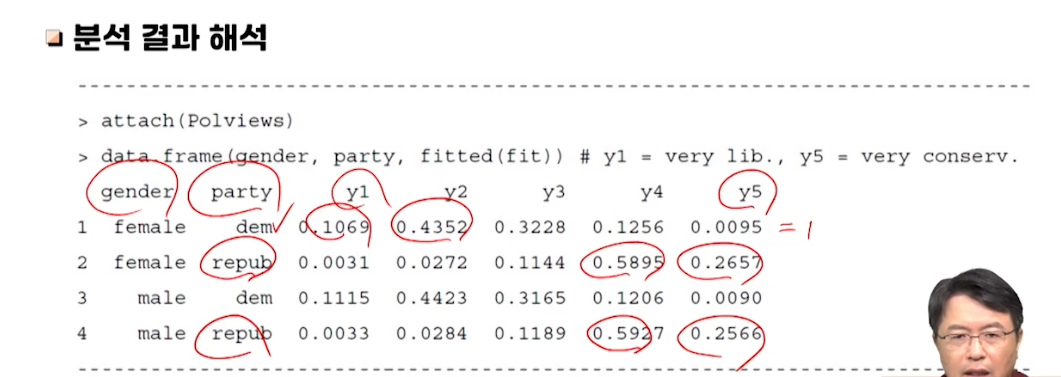 분석 결과 해석
> attach(Polviews)
> data.frame(gender, party, fitted(fit)) # y1 = very lib., y5 = very conserv.
gender party y1 y2 y3 y4 y5
1 female dem 0.1069 0.4352 0.3228 0.1256 0.0095 = 1
2 female repub 0.0031 0.0272 0.1144 0.5895 0.2657
3 male dem 0.1115 0.4423 0.3165 0.1206 0.0090
4 male repub 0.0033 0.0284 0.1189 0.5927 0.2566